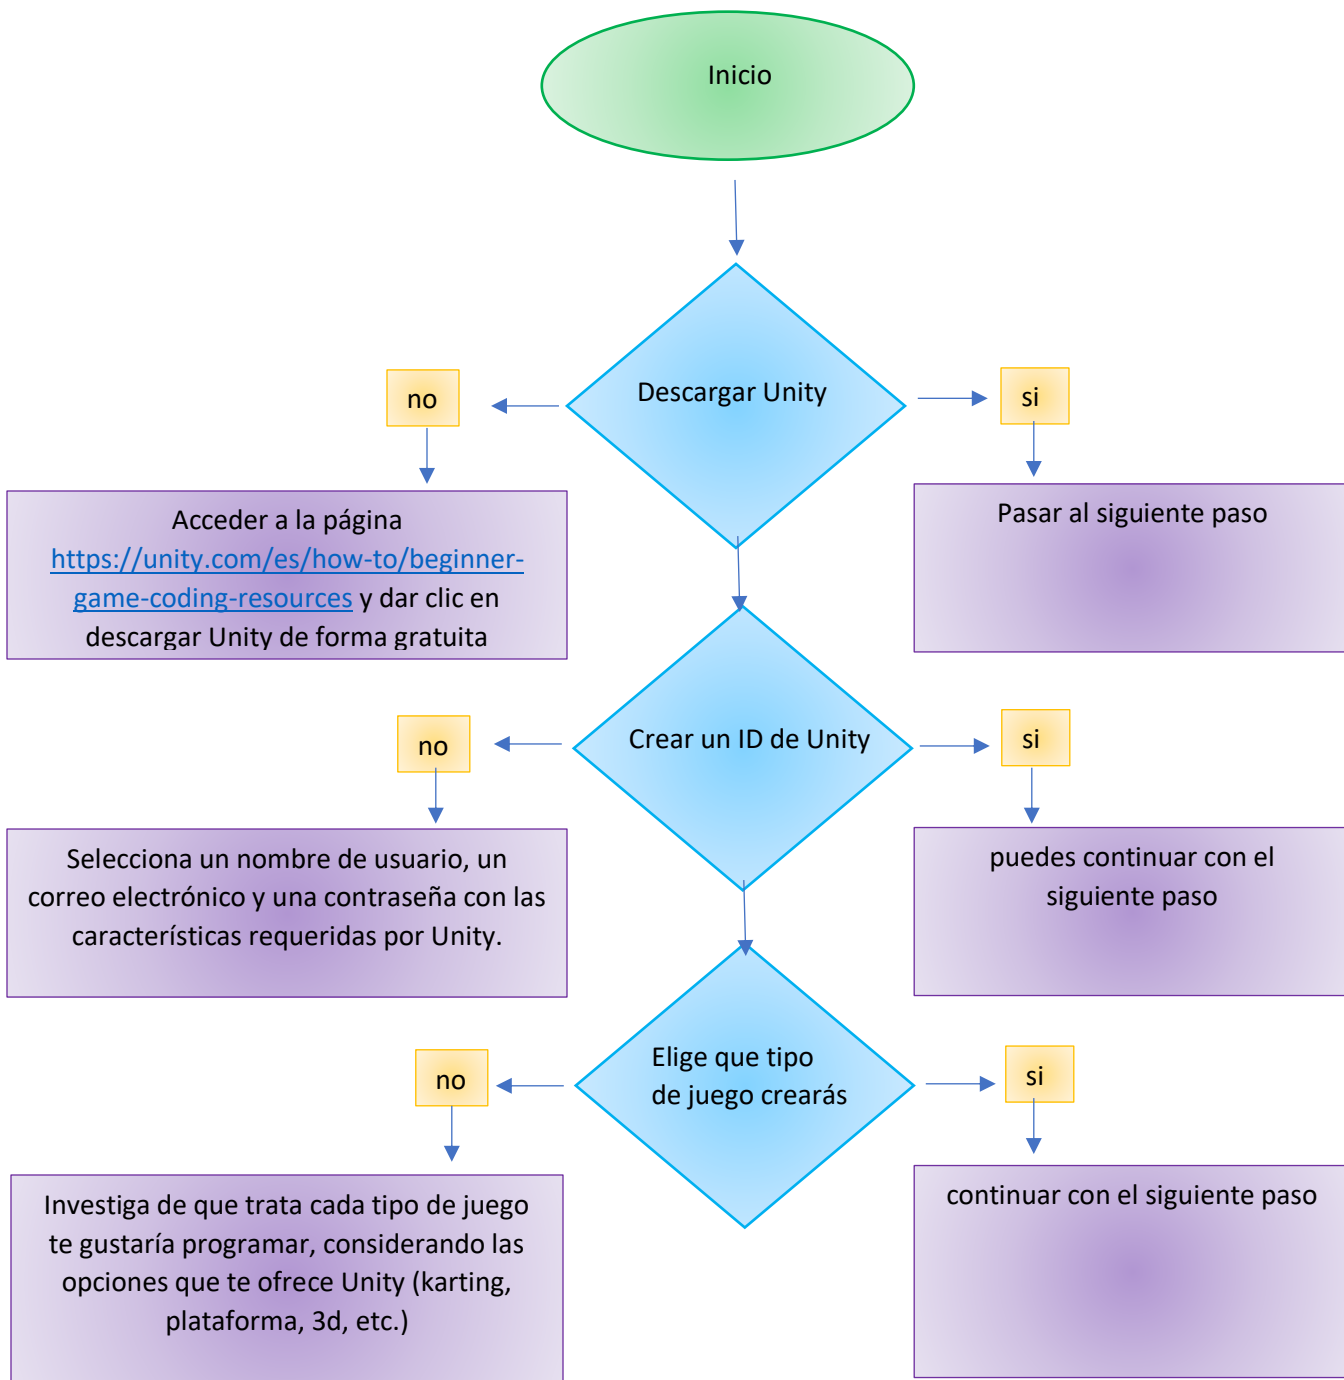 Inicio
Descargar Unity
no
si
Acceder a la página
https://unity.com/es/how-to/beginner-
game-coding-resources y dar clic en
descargar Unity de forma gratuita
Pasar al siguiente paso
Crear un ID de Unity
no
si
Selecciona un nombre de usuario, un
correo electrónico y una contraseña con las
características requeridas por Unity.
puedes continuar con el
siguiente paso
Elige que tipo
de juego crearás
no
si
Investiga de que trata cada tipo de juego
te gustaría programar, considerando las
opciones que te ofrece Unity (karting,
plataforma, 3d, etc.)
continuar con el siguiente paso